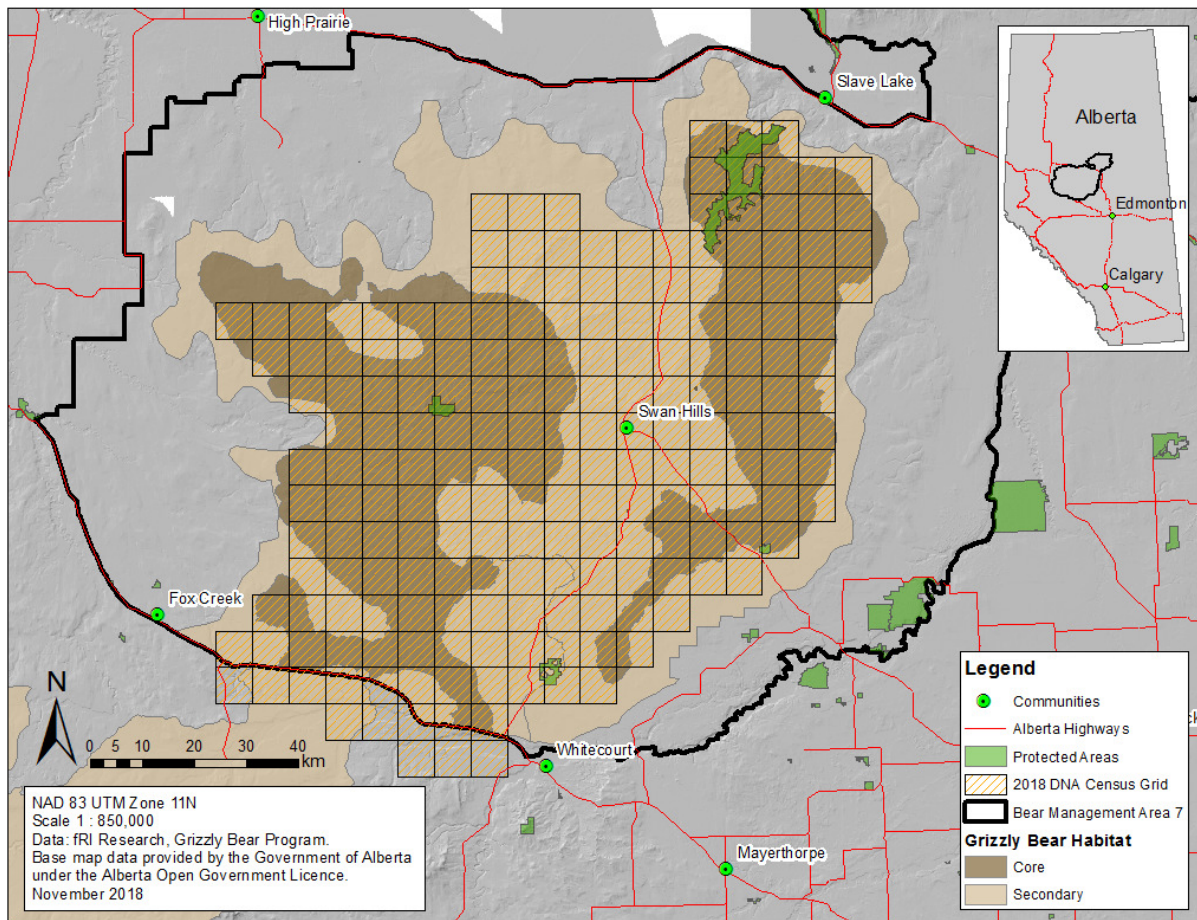 High Prairie
Slave Lake
Alberta
Edmonton
Calgary
Swan Hills
Fox Creek
N
0 5 10 20 30 40
km
Whitecourt
Mayerthorpe
NAD 83 UTM Zone 11N
Scale 1 : 850,000
Data: fRI Research, Grizzly Bear Program.
Base map data provided by the Government of Alberta
under the Alberta Open Government Licence.
November 2018
Legend
Communities
Alberta Highways
Protected Areas
2018 DNA Census Grid
Bear Management Area 7
Grizzly Bear Habitat
Core
Secondary